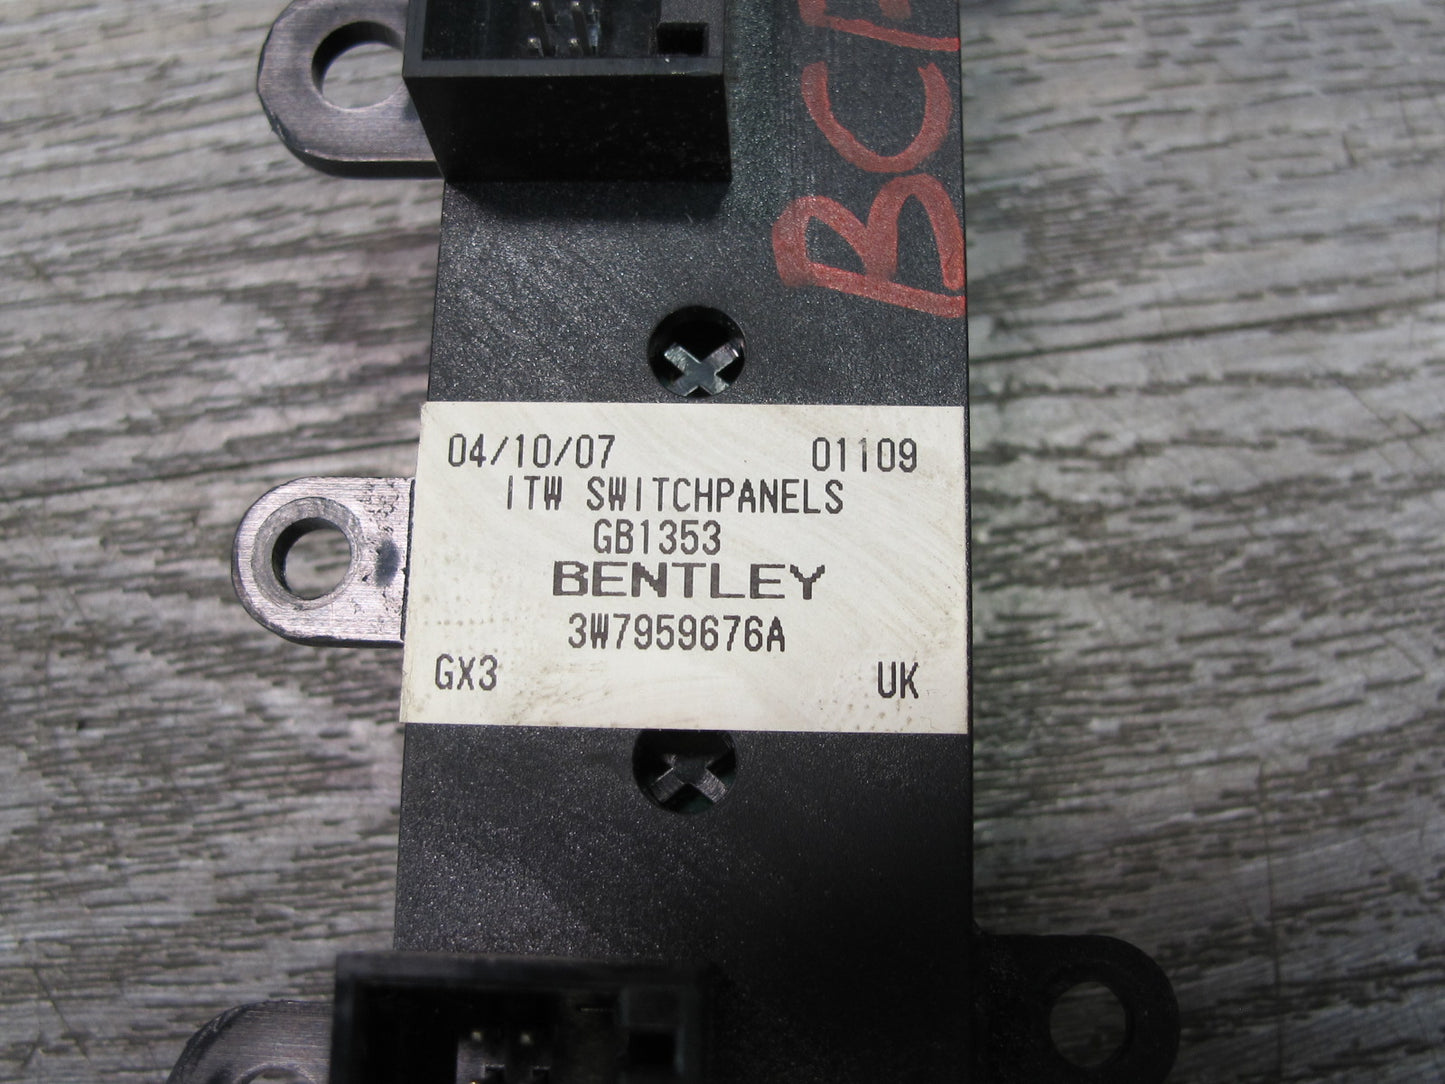 04/10/07 01109
ITW SWITCHPANELS
GB1353
BENTLEY
3W7959676A
GX3 UK